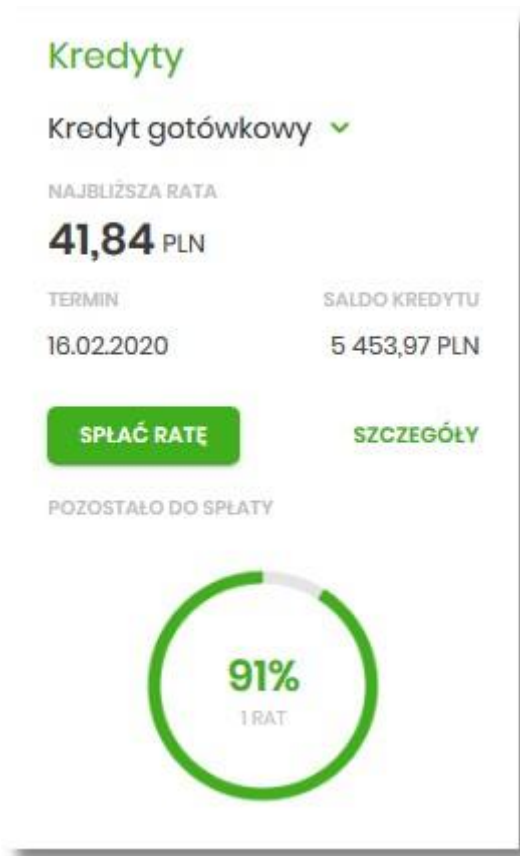 Kredyty
Kredyt gotówkowy
NAJBLIŻSZA RATA
41,84 PLN
TERMIN SALDO KREDYTU
16.02.2020 5 453,97 PLN
SPŁAĆ RATĘ SZCZEGÓŁY
POZOSTAŁO DO SPŁATY
91%
1 RAT